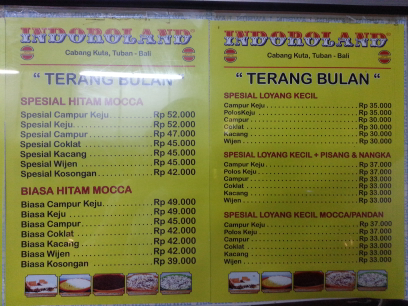 INDOROLAND
Cabang Kuta, Tuban - Bali
“ TERANG BULAN ”
SPESIAL HITAM MOCCA
Spesial Campur Keju Rp 52.000
Spesial Keju Rp 52.000
Spesial Campur Rp 47.000
Spesial Coklat Rp 45.000
Spesial Kacang Rp 45.000
Spesial Wijen Rp 45.000
Spesial Kosongan Rp 42.000
BIASA HITAM MOCCA
Biasa Campur Keju Rp 49.000
Biasa Keju Rp 49.000
Biasa Campur Rp 45.000
Biasa Coklat Rp 42.000
Biasa Kacang Rp 42.000
Biasa Wijen Rp 42.000
Biasa Kosongan Rp 39.000
INDOROLAND
Cabang Kuta, Tuban - Bali
“ TERANG BULAN ”
SPESIAL LOYANG KECIL
Campur Keju Rp 35.000
PolosKeju Rp 35.000
Campur Rp 30.000
Coklat Rp 30.000
Kacang Rp 30.000
Wijen Rp 30.000
SPESIAL LOYANG KECIL + PISANG & NANGKA
Campur Keju Rp 37.000
Polos Keju Rp 37.000
Campur Rp 33.000
Coklat Rp 33.000
Kacang Rp 33.000
Wijen Rp 33.000
SPESIAL LOYANG KECIL MOCCA/PANDAN
Campur Keju Rp 37.000
Polos Keju Rp 37.000
Campur Rp 33.000
Coklat Rp 33.000
Kacang Rp 33.000
Wijen Rp 33.000